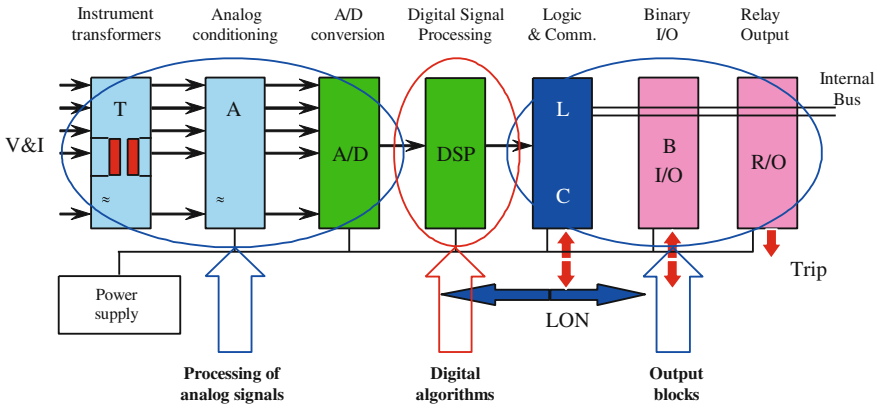 Instrument
transformers
Analog
conditioning
A/D
conversion
Digital Signal
Processing
Logic
& Comm.
Binary
I/O
Relay
Output
Internal
Bus
V&I
T
≈
A
≈
A/D
DSP
L
C
B
I/O
R/O
Trip
Power
supply
LON
Processing of
analog signals
Digital
algorithms
Output
blocks